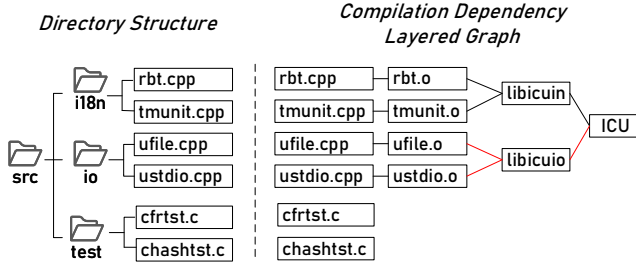 Directory Structure
Compilation Dependency
Layered Graph
src
i18n
rbt.cpp
tmunit.cpp
io
ufile.cpp
ustdio.cpp
test
cfrtst.c
chashtst.c
rbt.cpp
rbt.o
tmunit.cpp
tmunit.o
libicuin
ufile.cpp
ufile.o
ustdio.cpp
ustdio.o
libicuio
ICU
cfrtst.c
chashtst.c